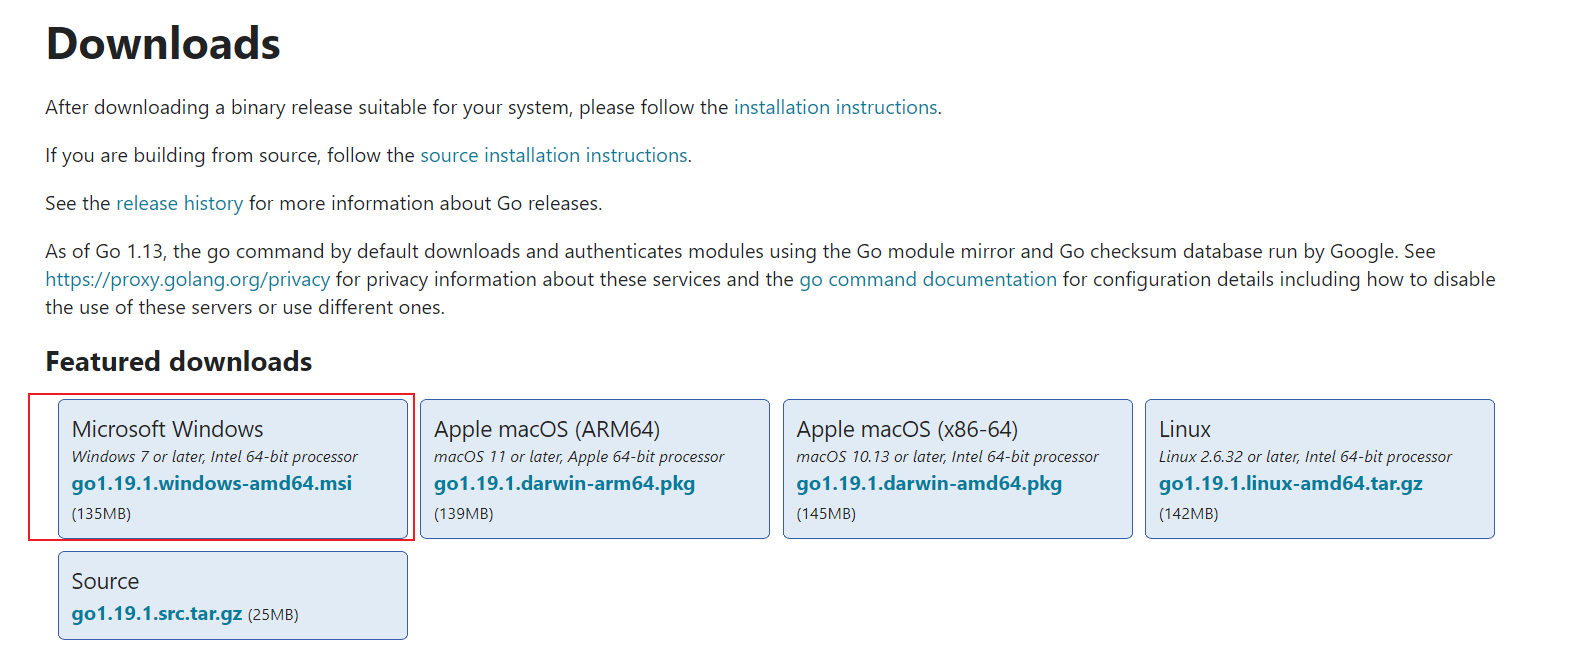 Downloads
After downloading a binary release suitable for your system, please follow the installation instructions.
If you are building from source, follow the source installation instructions.
See the release history for more information about Go releases.
As of Go 1.13, the go command by default downloads and authenticates modules using the Go module mirror and Go checksum database run by Google. See
https://proxy.golang.org/privacy for privacy information about these services and the go command documentation for configuration details including how to disable
the use of these servers or use different ones.
Featured downloads
Microsoft Windows
Windows 7 or later, Intel 64-bit processor
go1.19.1.windows-amd64.msi
(135MB)
Apple macOS (ARM64)
macOS 11 or later, Apple 64-bit processor
go1.19.1.darwin-arm64.pkg
(139MB)
Apple macOS (x86-64)
macOS 10.13 or later, Intel 64-bit processor
go1.19.1.darwin-amd64.pkg
(145MB)
Linux
Linux 2.6.32 or later, Intel 64-bit processor
go1.19.1.linux-amd64.tar.gz
(142MB)
Source
go1.19.1.src.tar.gz (25MB)